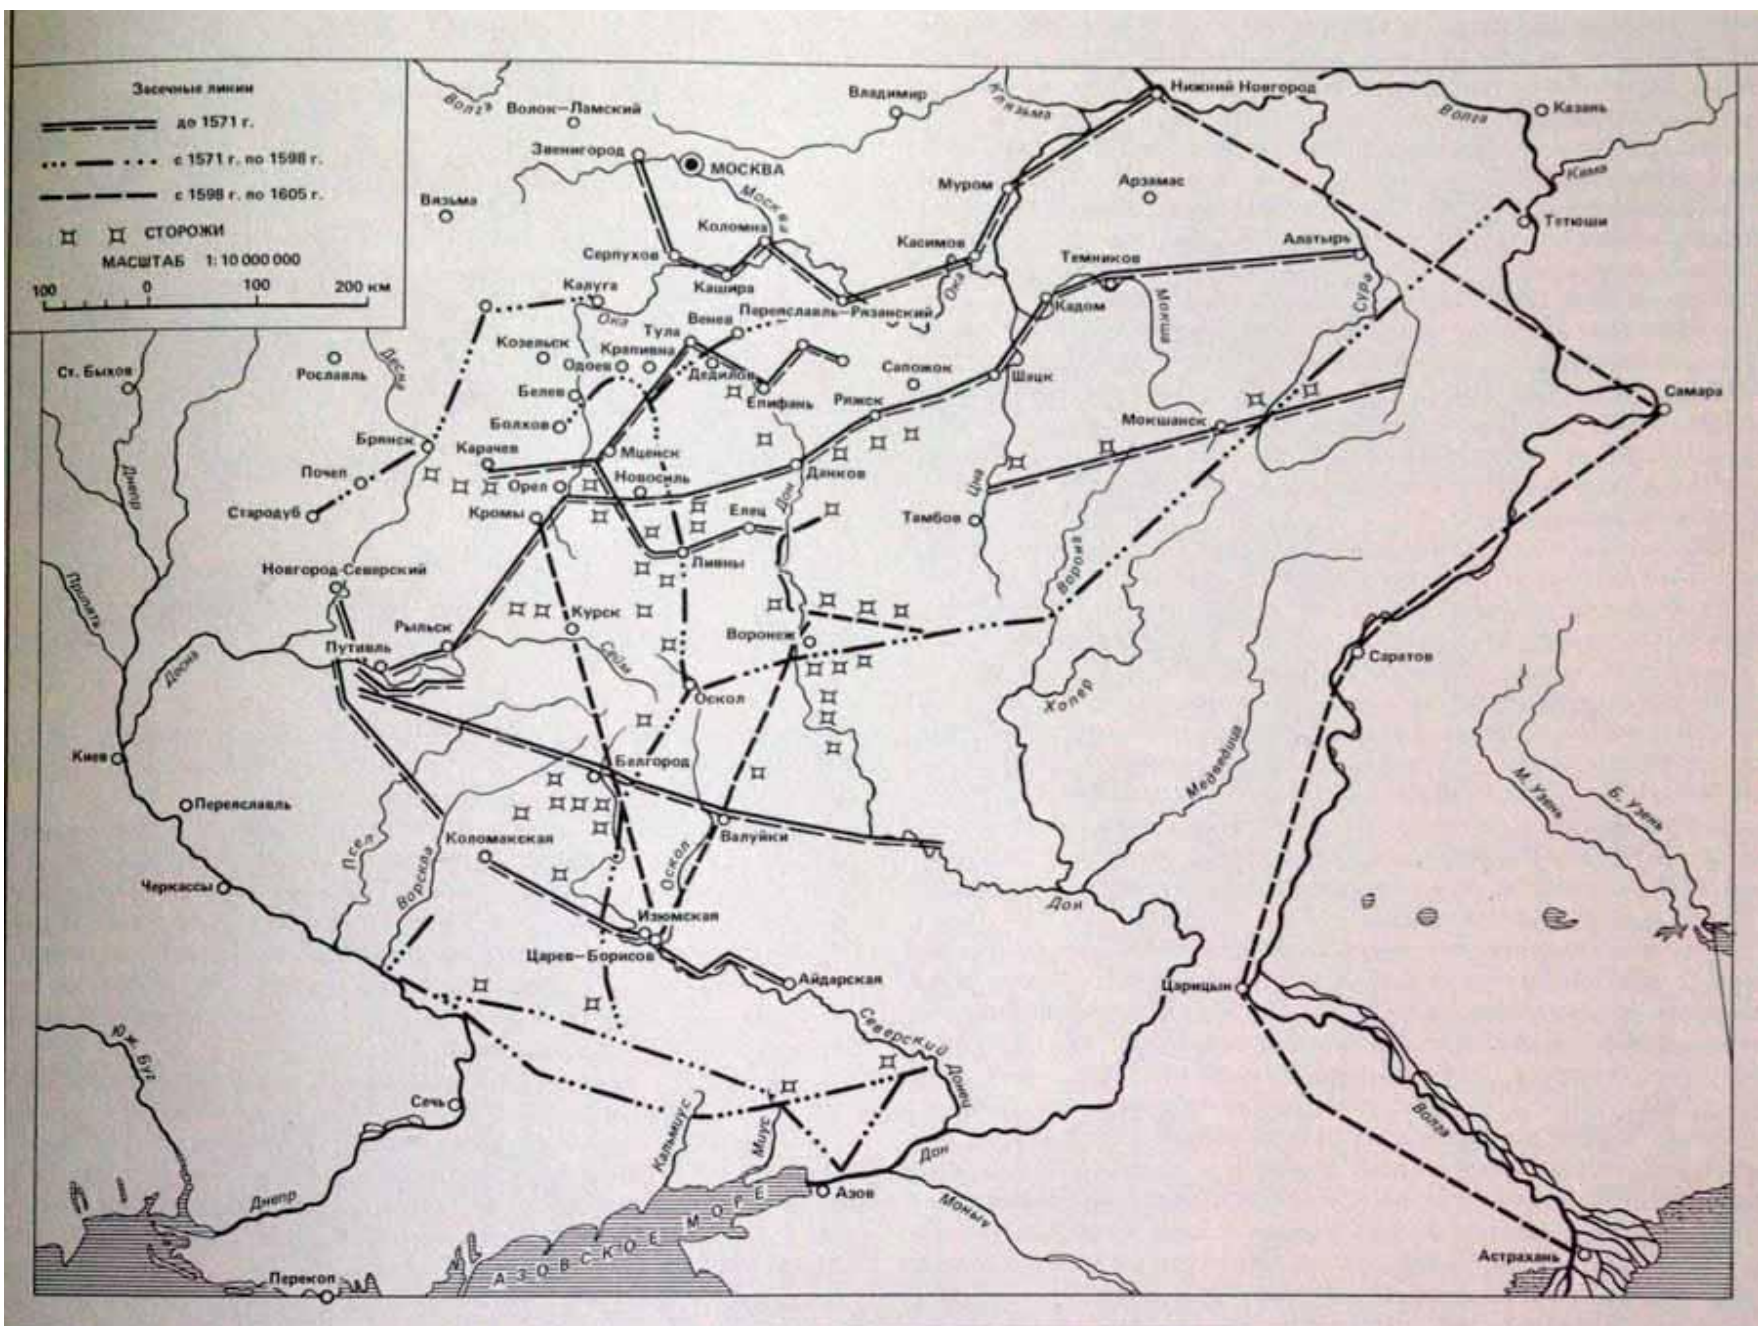 Засечные линии
до 1571 г.
с 1571 г. по 1598 г.
с 1598 г. по 1605 г.
СТОРОЖИ
МАСШТАБ 1:10 000 000
100 0 100 200 км
Волга
Волок–Ламский
Владимир
Клязьма
Нижний Новгород
Волга
Казань
Звенигород
МОСКВА
Москва
Муром
Арзамас
Кама
Вязьма
Тетюши
Коломна
Серпухов
Кашира
Касимов
Ока
Темников
Алатырь
Калуга
Ока
Переяславль–Рязанский
Кадом
Мокша
Сура
Ст. Быхов
Рославль
Десна
Козельск
Тула
Венев
Крапивна
Одоев
Дедилов
Сапожок
Шацк
Белев
Епифань
Ряжск
Самара
Болхов
Мокшанск
Брянск
Карачев
Мценск
Почеп
Днепр
Новосиль
Данков
Орел
Дон
Цна
Стародуб
Кромы
Елец
Тамбов
Ливны
Новгород-Северский
Припять
Ворона
Курск
Рыльск
Воронеж
Путивль
Сейм
Десна
Саратов
Оскол
Хопер
Киев
Белгород
Медведица
М. Узень
Б. Узень
Переяславль
Псел
Коломакская
Валуйки
Ворскла
Оскол
Черкассы
Дон
Изюмская
Царев–Борисов
Айдарская
Царицын
Юж. Буг
Северский Донец
Сечь
Кальмиус
Миус
Волга
Днепр
Дон
Азов
Маныч
АЗОВСКОЕ МОРЕ
Перекоп
Астрахань